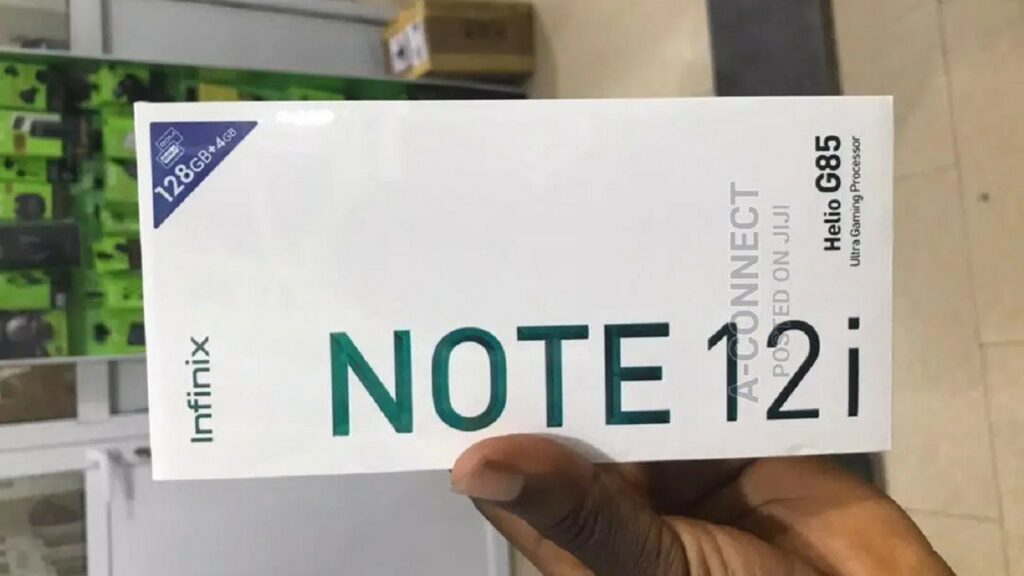 128GB+4GB
Infinix
NOTE 12i
Helio G85
Ultra Gaming Processor
A-CONNECT
POSTED ON JIJI